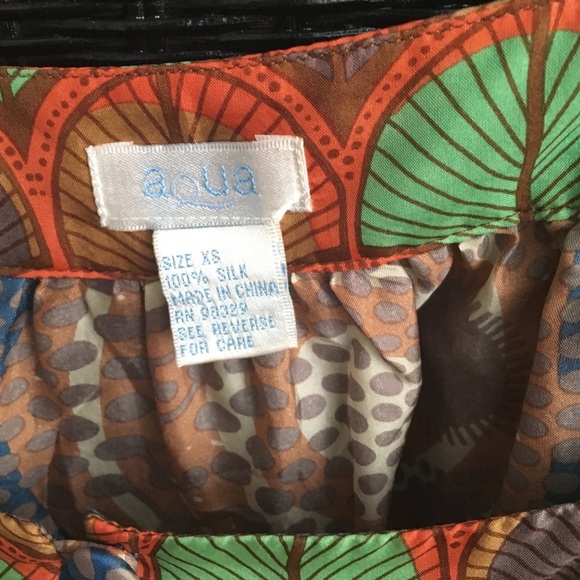 aqua
SIZE XS
100% SILK
MADE IN CHINA
RN 98329
SEE REVERSE
FOR CARE